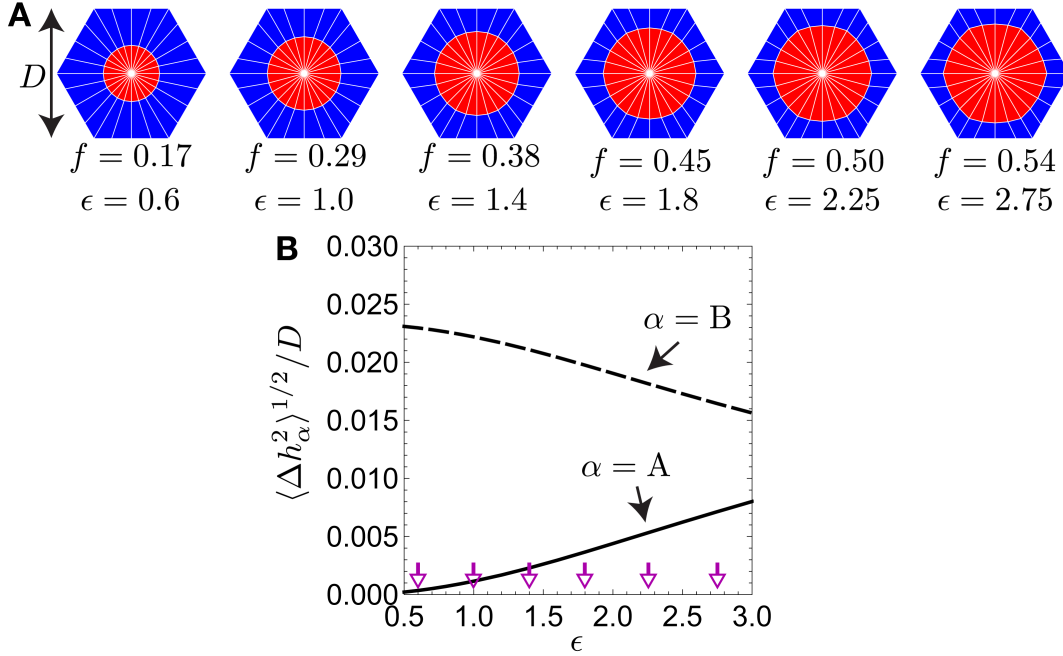 A
D
f = 0.17 f = 0.29 f = 0.38 f = 0.45 f = 0.50 f = 0.54
ϵ = 0.6 ϵ = 1.0 ϵ = 1.4 ϵ = 1.8 ϵ = 2.25 ϵ = 2.75
B
⟨Δh²_α⟩^{1/2}/D
0.030
0.025
α = B
0.020
0.015
α = A
0.010
0.005
0.000
0.5 1.0 1.5 2.0 2.5 3.0
ϵ